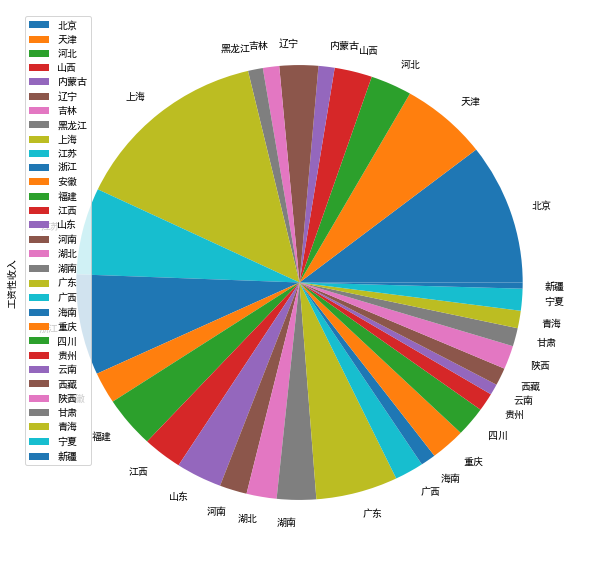 北京
天津
河北
山西
内蒙古
辽宁
吉林
黑龙江
上海
江苏
浙江
安徽
福建
江西
山东
河南
湖北
湖南
广东
广西
海南
重庆
四川
贵州
云南
西藏
陕西
甘肃
青海
宁夏
新疆
工资性收入
北京
天津
河北
山西
内蒙古
辽宁
吉林
黑龙江
上海
福建
江西
山东
河南
湖北
湖南
广东
广西
海南
重庆
四川
贵州
云南
西藏
陕西
甘肃
青海
宁夏
新疆